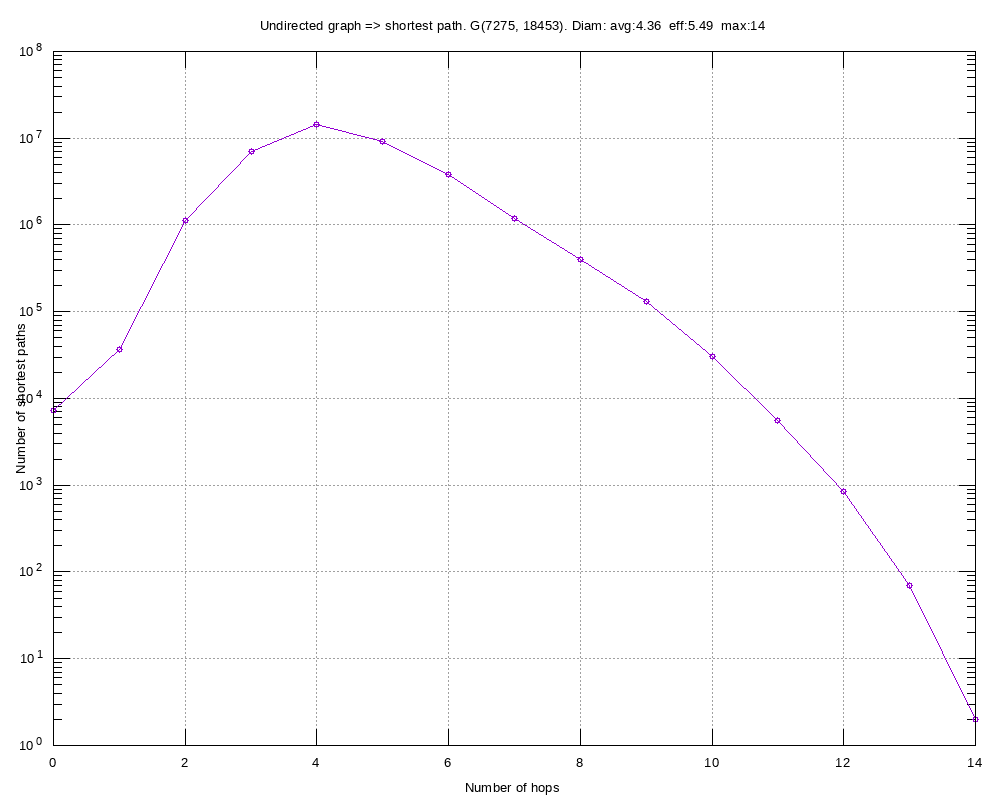 Undirected graph => shortest path. G(7275, 18453). Diam: avg:4.36 eff:5.49 max:14
10^8
10^7
10^6
10^5
10^4
10^3
10^2
10^1
10^0
Number of shortest paths
0 2 4 6 8 10 12 14
Number of hops